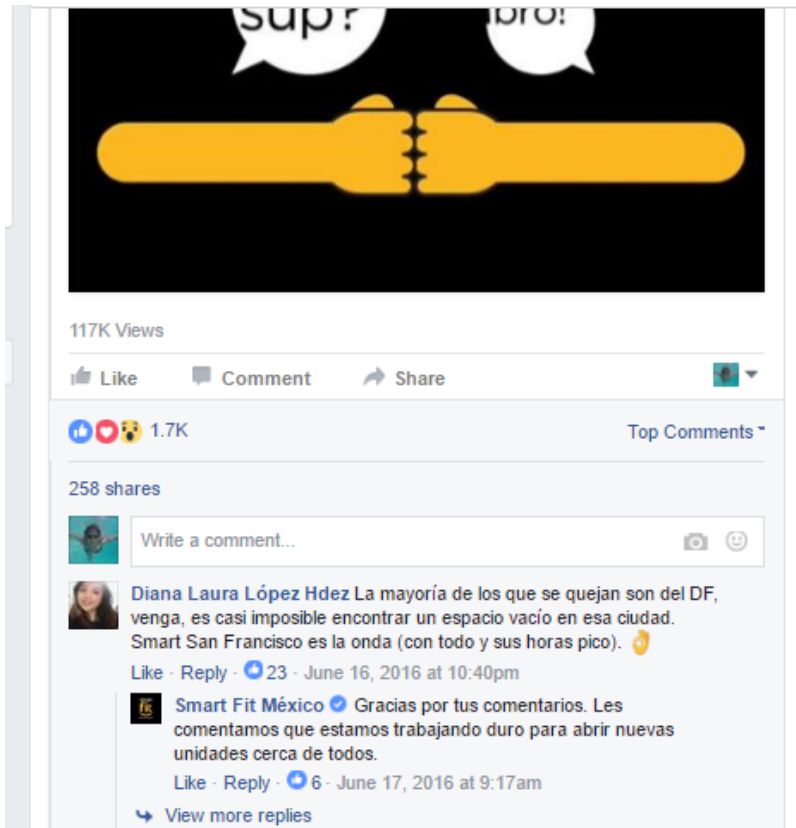 sup?
bro!
117K Views
Like Comment Share
1.7K Top Comments
258 shares
Write a comment...
Diana Laura López Hdez La mayoría de los que se quejan son del DF,
venga, es casi imposible encontrar un espacio vacío en esa ciudad.
Smart San Francisco es la onda (con todo y sus horas pico). 👌
Like · Reply · 23 · June 16, 2016 at 10:40pm
fit
Smart Fit México Gracias por tus comentarios. Les
comentamos que estamos trabajando duro para abrir nuevas
unidades cerca de todos.
Like · Reply · 6 · June 17, 2016 at 9:17am
View more replies